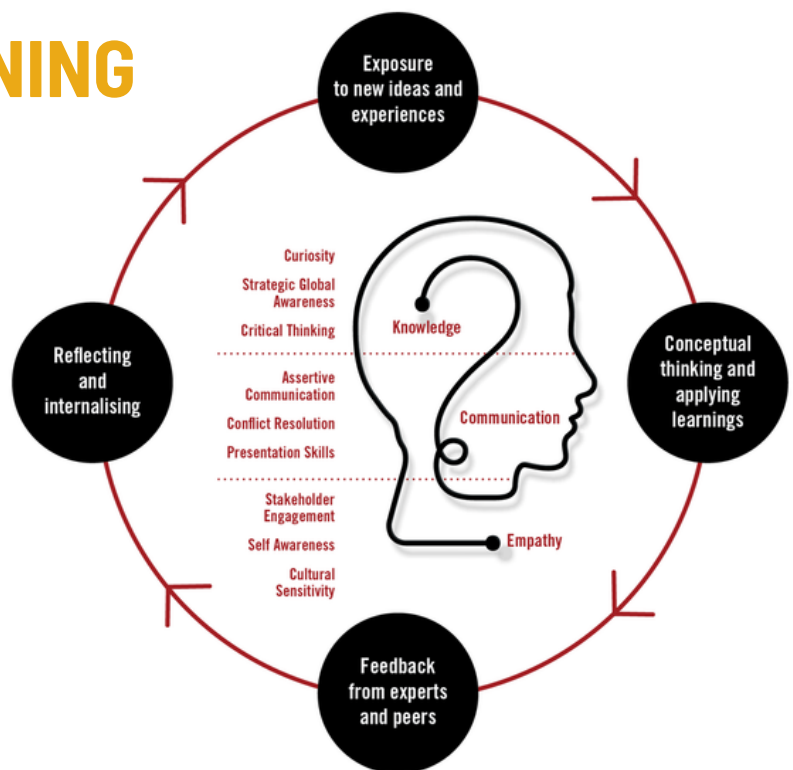 NING
Exposure
to new ideas and
experiences
Curiosity
Strategic Global
Awareness
Critical Thinking
Knowledge
Reflecting
and
internalising
Conceptual
thinking and
applying
learnings
Assertive
Communication
Conflict Resolution
Presentation Skills
Communication
Stakeholder
Engagement
Self Awareness
Cultural
Sensitivity
Empathy
Feedback
from experts
and peers